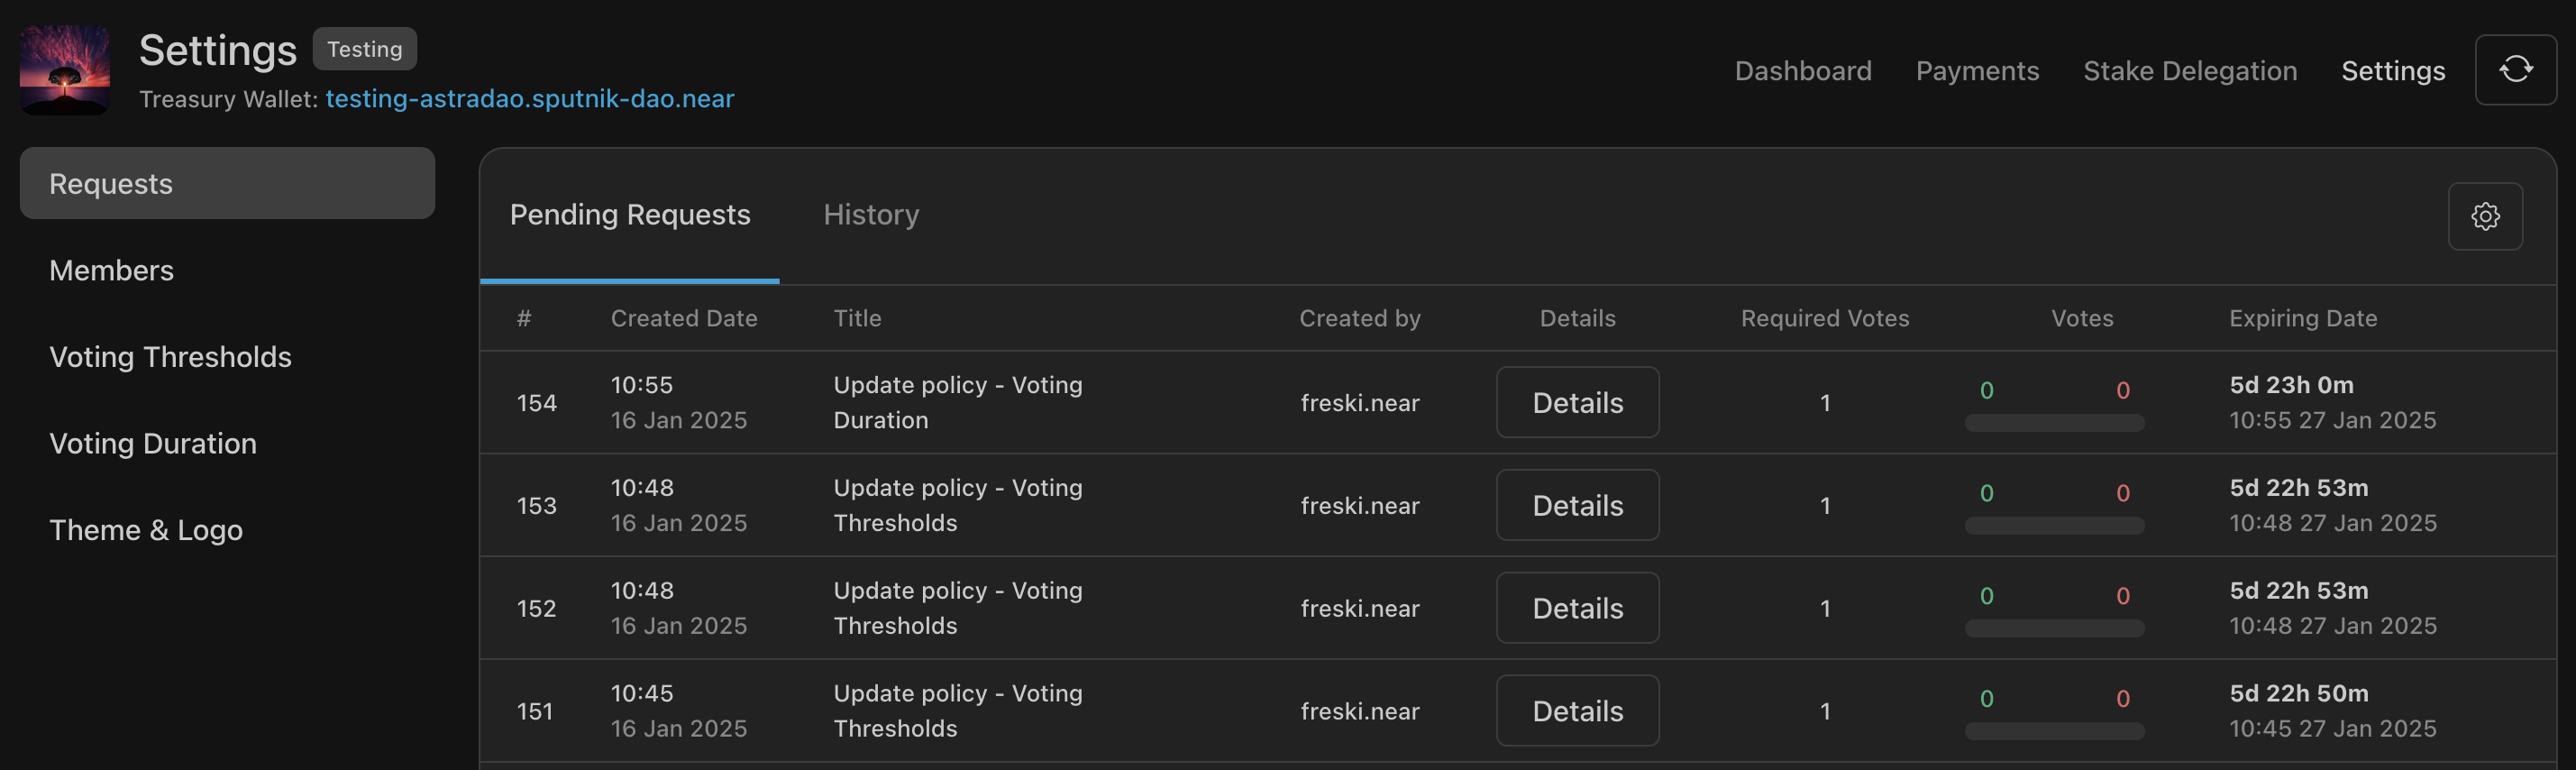 Settings Testing
Treasury Wallet: testing-astradao.sputnik-dao.near
Dashboard Payments Stake Delegation Settings
Requests
Members
Voting Thresholds
Voting Duration
Theme & Logo
Pending Requests History
# Created Date Title Created by Details Required Votes Votes Expiring Date
154 10:55 16 Jan 2025 Update policy - Voting Duration freski.near Details 1 0 0 5d 23h 0m 10:55 27 Jan 2025
153 10:48 16 Jan 2025 Update policy - Voting Thresholds freski.near Details 1 0 0 5d 22h 53m 10:48 27 Jan 2025
152 10:48 16 Jan 2025 Update policy - Voting Thresholds freski.near Details 1 0 0 5d 22h 53m 10:48 27 Jan 2025
151 10:45 16 Jan 2025 Update policy - Voting Thresholds freski.near Details 1 0 0 5d 22h 50m 10:45 27 Jan 2025